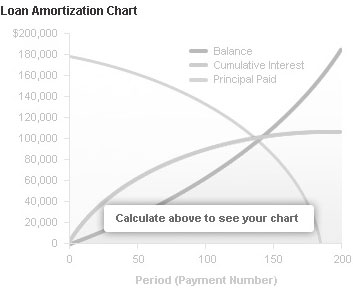 Loan Amortization Chart
$200,000
180,000
160,000
140,000
120,000
100,000
80,000
60,000
40,000
20,000
0
Balance
Cumulative Interest
Principal Paid
Calculate above to see your chart
0 50 100 150 200
Period (Payment Number)